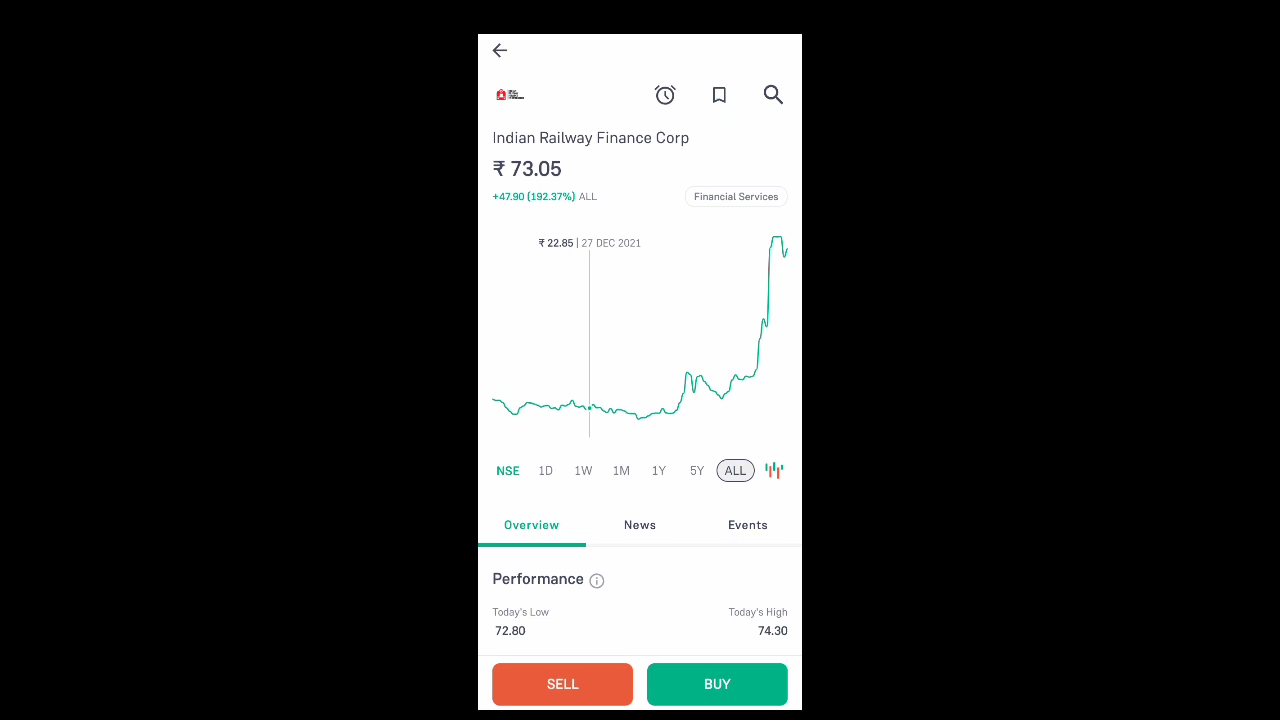 Indian Railway Finance Corp
₹ 73.05
+47.90 (192.37%) ALL
Financial Services
₹ 22.85 | 27 DEC 2021
NSE 1D 1W 1M 1Y 5Y ALL
Overview News Events
Performance
Today's Low Today's High
72.80 74.30
SELL BUY